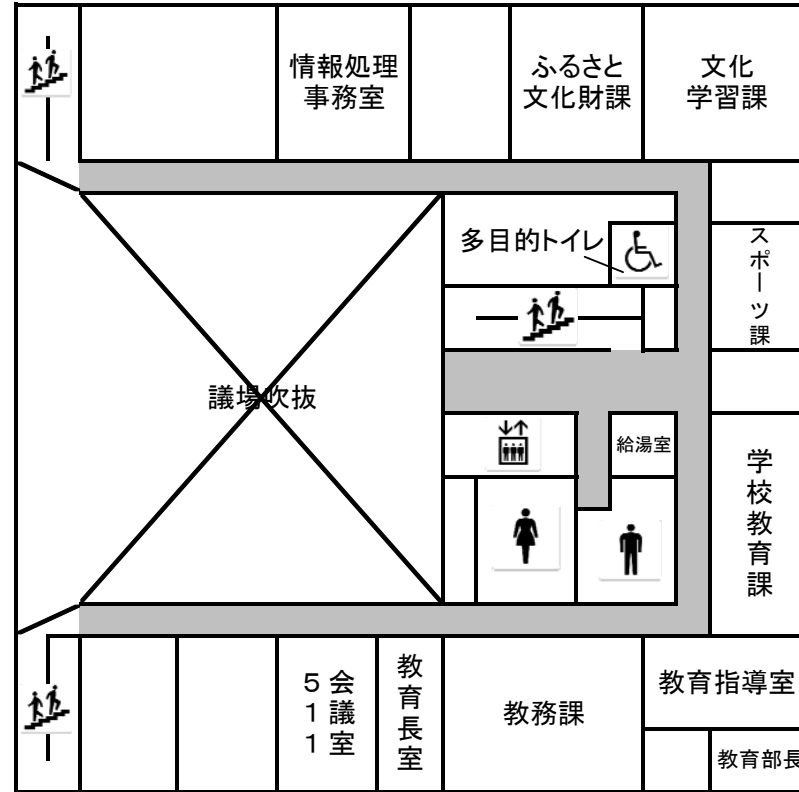 情報処理
事務室
ふるさと
文化財課
文化
学習課
多目的トイレ
スポーツ課
議場吹抜
給湯室
学校教育課
会議室
５１１
教育長室
教務課
教育指導室
教育部長